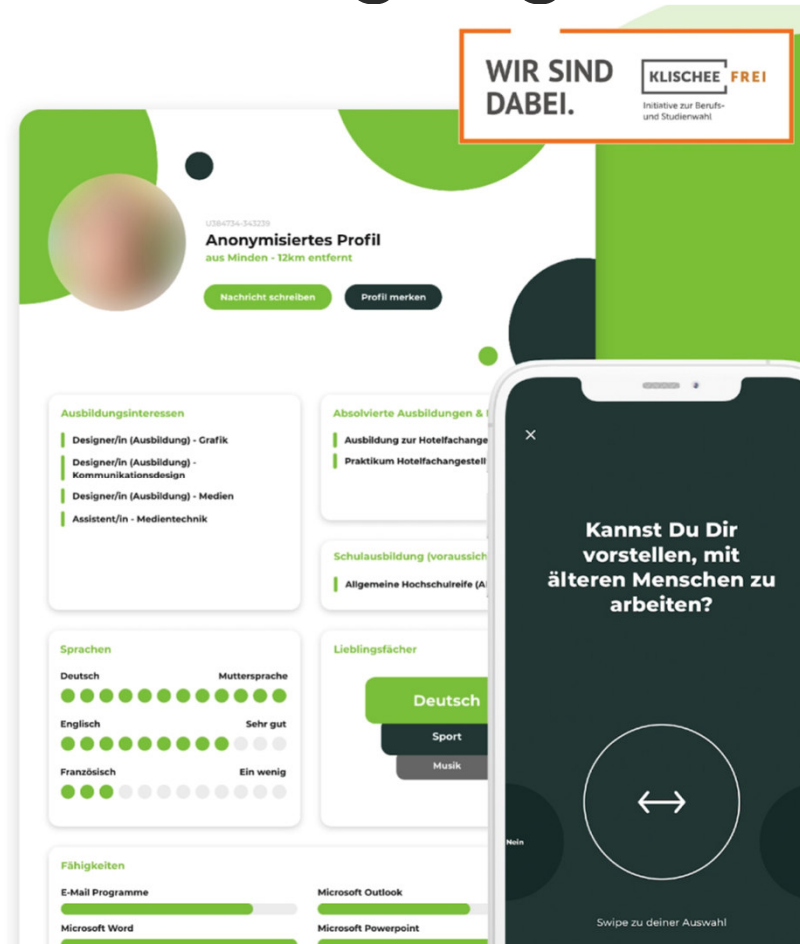 WIR SIND
DABEI.
KLISCHEE FREI
Initiative zur Berufs-
und Studienwahl
U384734-343239
Anonymisiertes Profil
aus Minden - 12km entfernt
Nachricht schreiben
Profil merken
Ausbildungsinteressen
Designer/in (Ausbildung) - Grafik
Designer/in (Ausbildung) -
Kommunikationsdesign
Designer/in (Ausbildung) - Medien
Assistent/in - Medientechnik
Absolvierte Ausbildungen &
Ausbildung zur Hotelfachange
Praktikum Hotelfachangestell
Schulausbildung (voraussich
Allgemeine Hochschulreife (A
Sprachen
Deutsch Muttersprache
Englisch Sehr gut
Französisch Ein wenig
Lieblingsfächer
Deutsch
Sport
Musik
Fähigkeiten
E-Mail Programme
Microsoft Outlook
Microsoft Word
Microsoft Powerpoint
Kannst Du Dir
vorstellen, mit
älteren Menschen zu
arbeiten?
Nein
Swipe zu deiner Auswahl